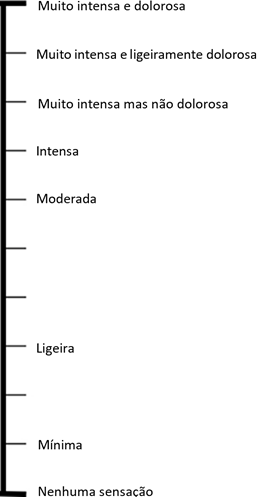 Muito intensa e dolorosa
Muito intensa e ligeiramente dolorosa
Muito intensa mas não dolorosa
Intensa
Moderada
Ligeira
Mínima
Nenhuma sensação